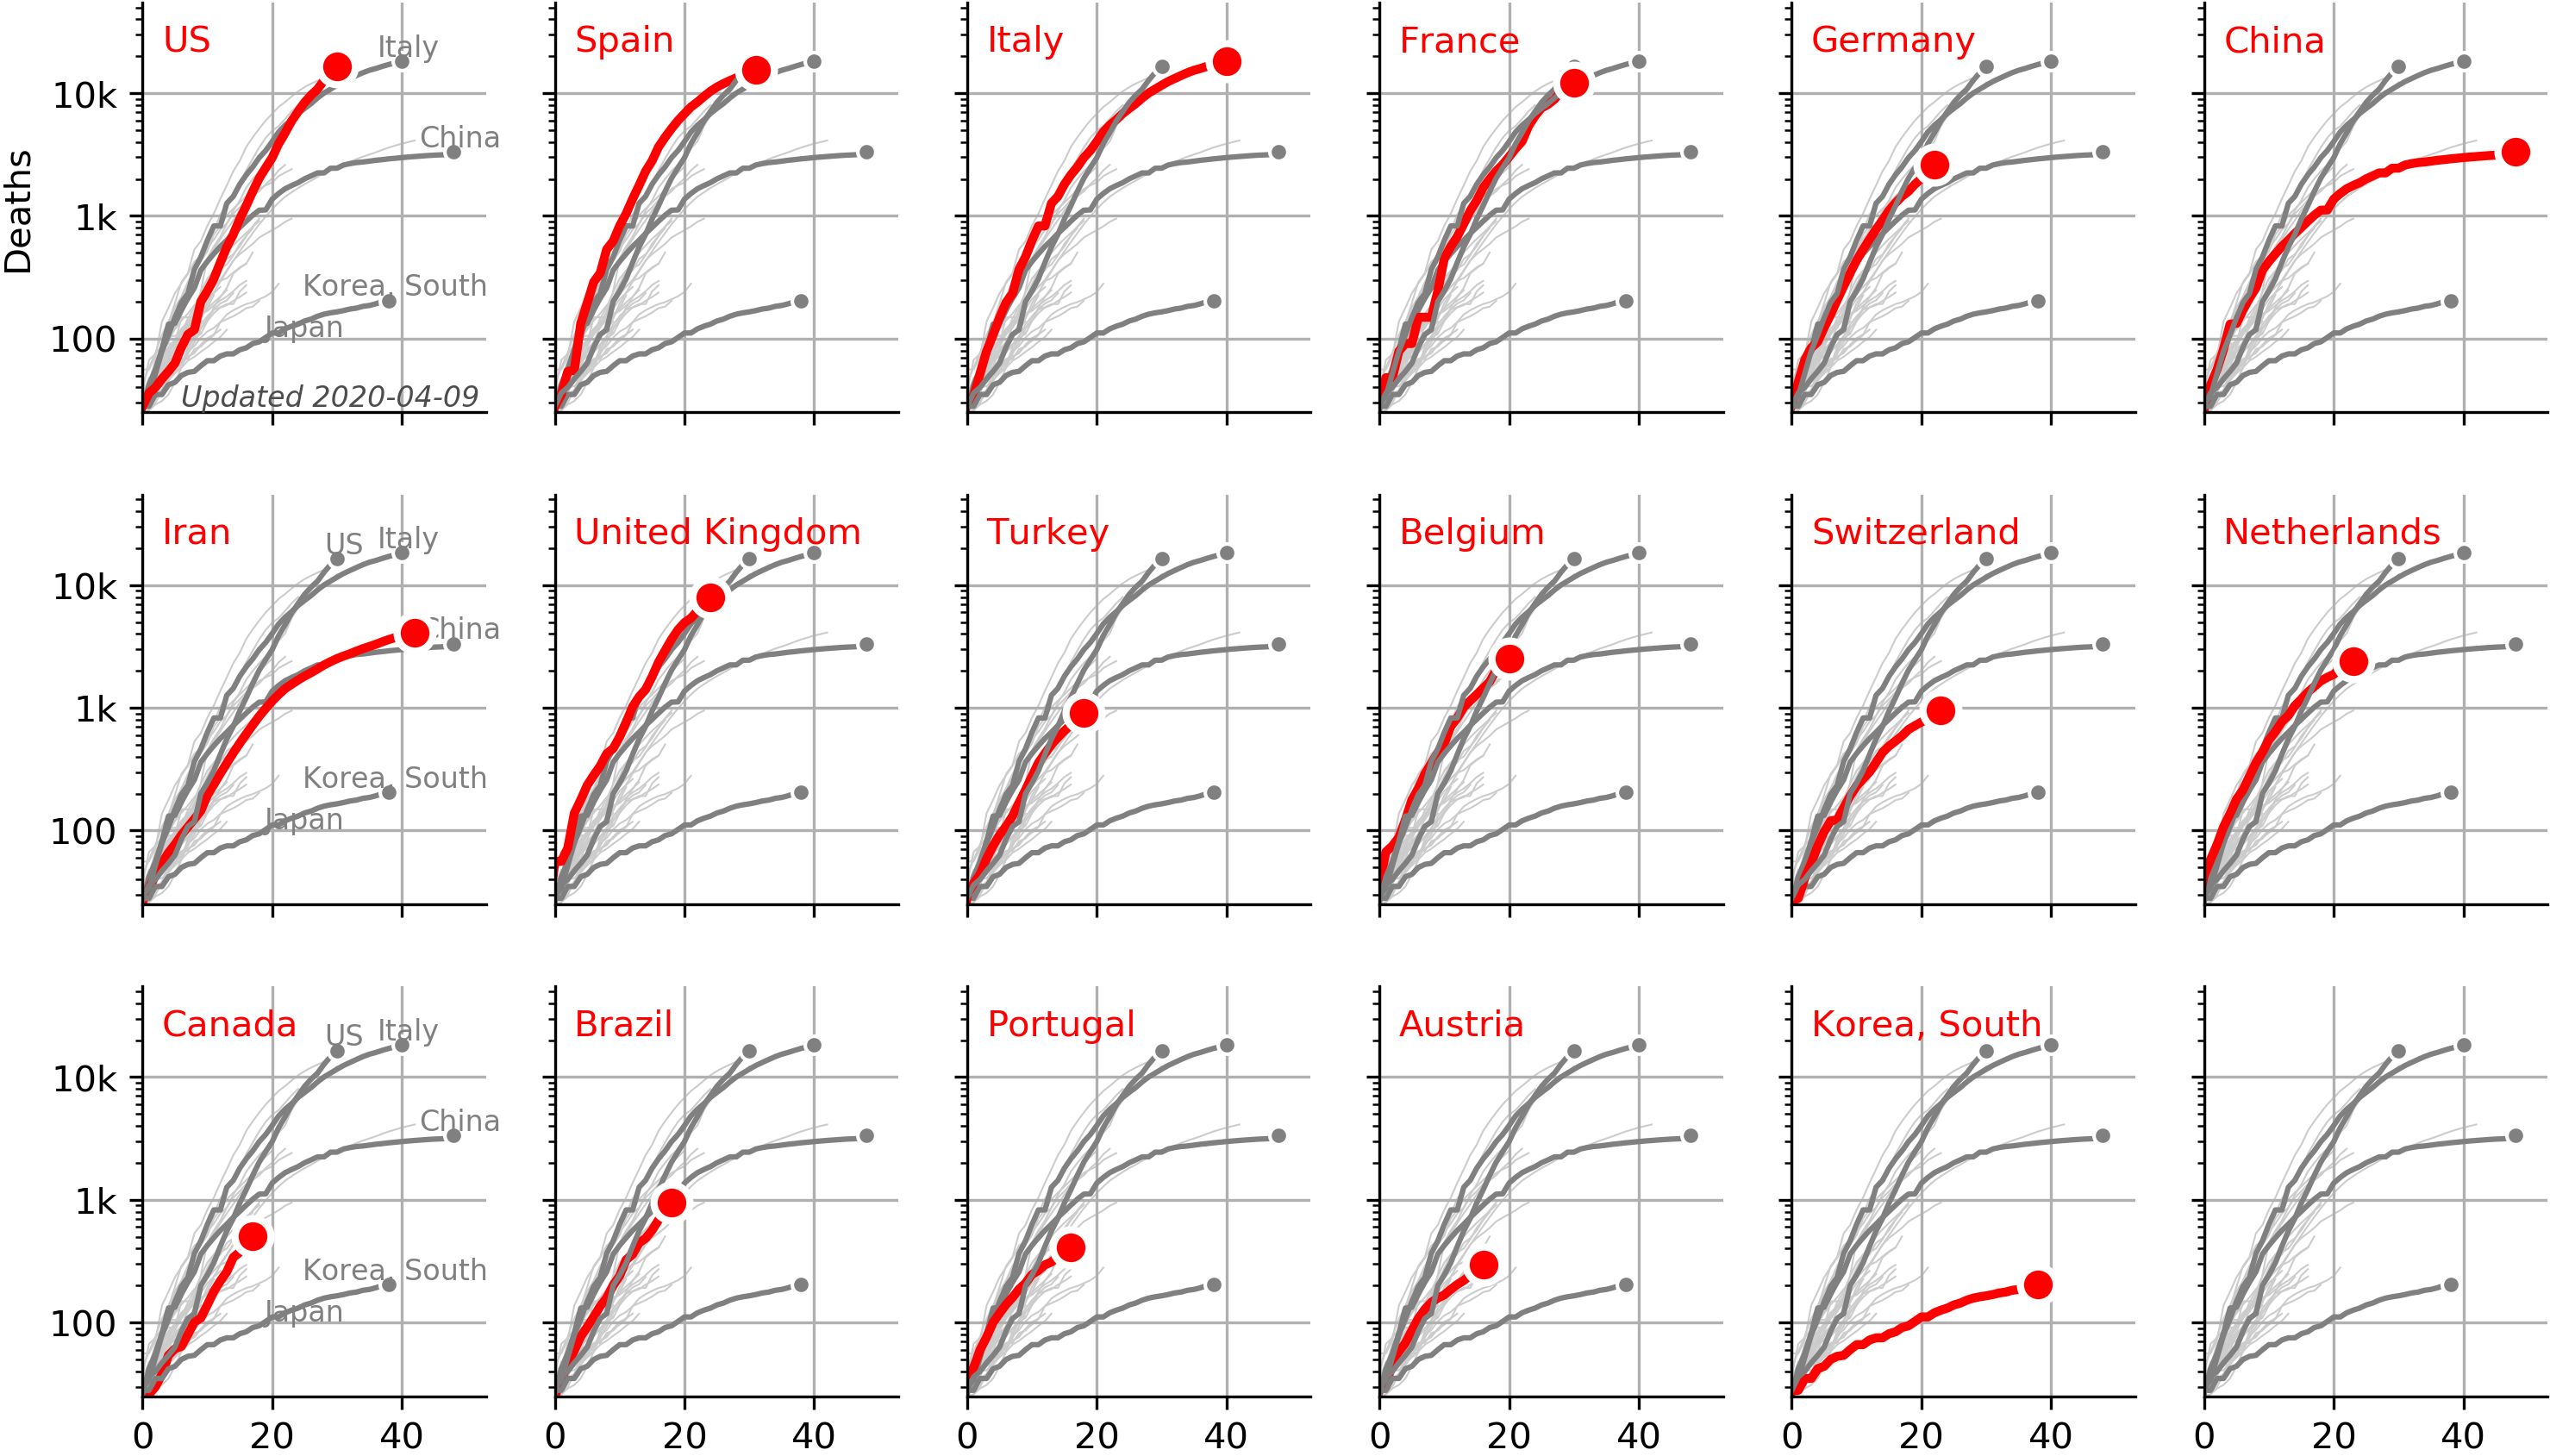 US
Italy
Spain
Italy
France
Germany
China
10k
China
Deaths
1k
Korea, South
Japan
100
Updated 2020-04-09
Iran
US
Italy
United Kingdom
Turkey
Belgium
Switzerland
Netherlands
10k
China
1k
Korea, South
Japan
100
Canada
US
Italy
Brazil
Portugal
Austria
Korea, South
10k
China
1k
Korea, South
Japan
100
0 20 40 0 20 40 0 20 40 0 20 40 0 20 40 0 20 40